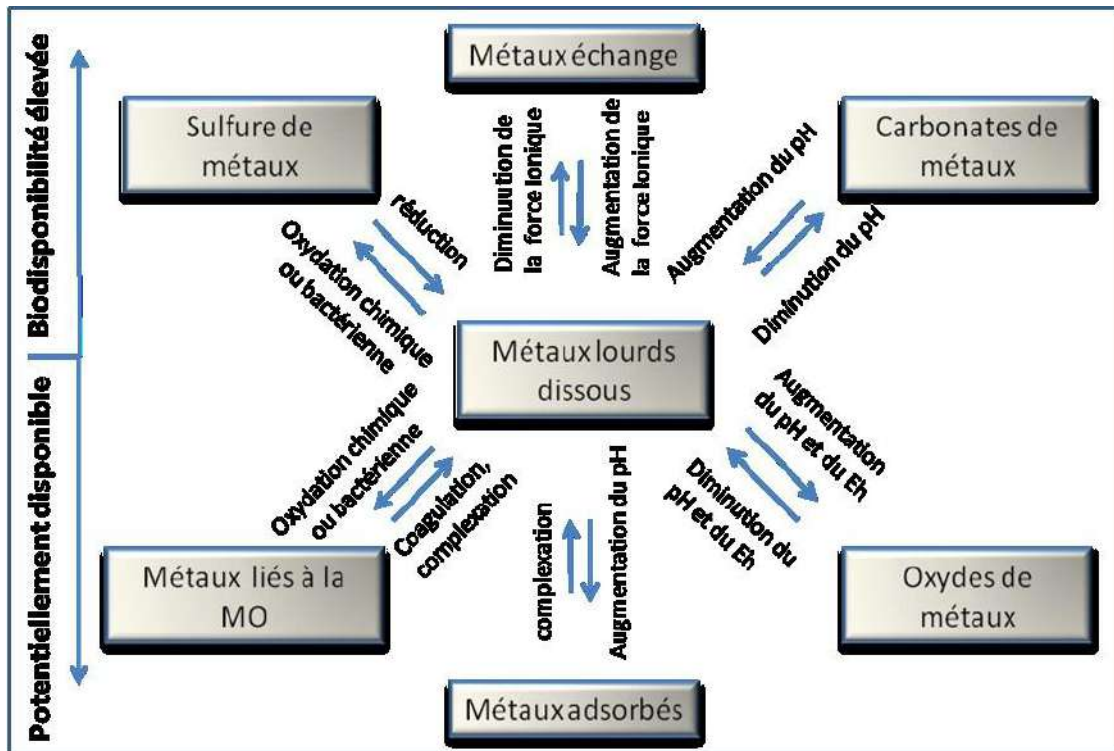 Biodisponibilité élevée
Potentiellement disponible
Métaux échange
Sulfure de
métaux
Carbonates de
métaux
Diminuution de
la force Ionique
Augmentation de
la force Ionique
réduction
Oxydation chimique
ou bactérienne
Augmentation du pH
Diminution du pH
Métaux lourds
dissous
Oxydation chimique
ou bactérienne
Coagulation,
complexation
complexation
Augmentation du pH
Augmentation
du pH et du Eh
Diminution du
pH et du Eh
Métaux liés à la
MO
Oxydes de
métaux
Métaux adsorbés